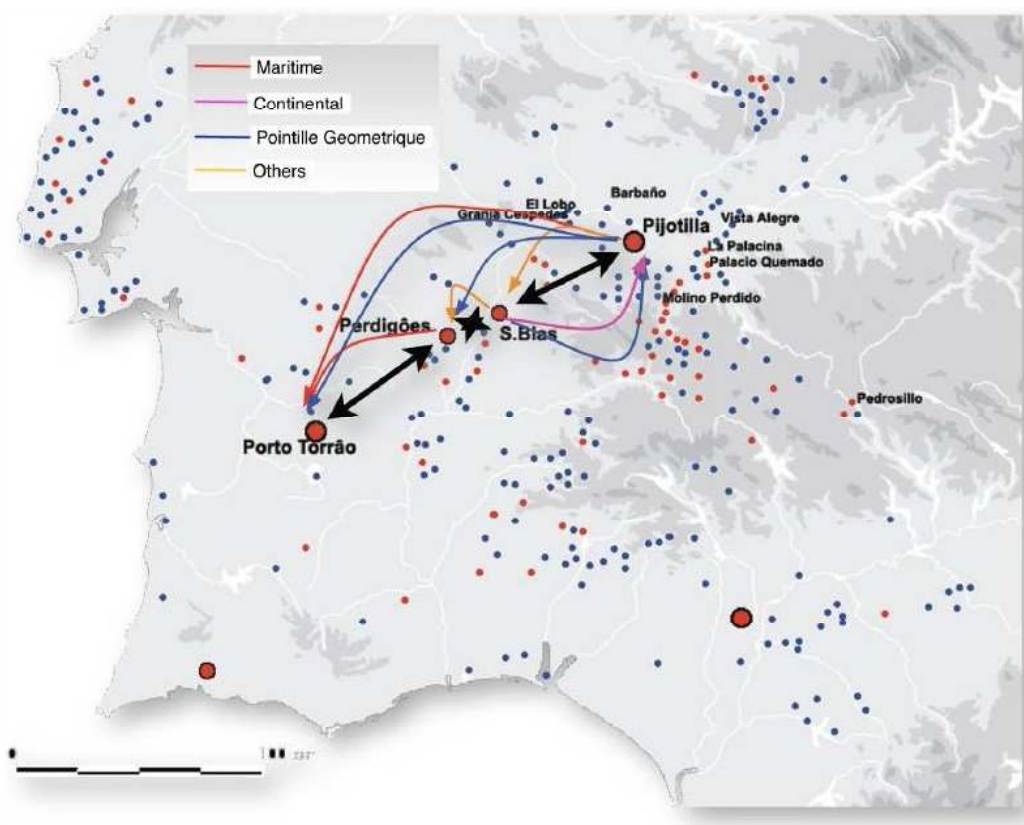 Maritime
Continental
Pointille Geometrique
Others
Barbaño
El Lobo
Granja Cespedes
Pijotilla
Vista Alegre
La Palacina
Palacio Quemado
Molino Perdido
Perdigões
S.Blas
Pedrosillo
Porto Torrão
0